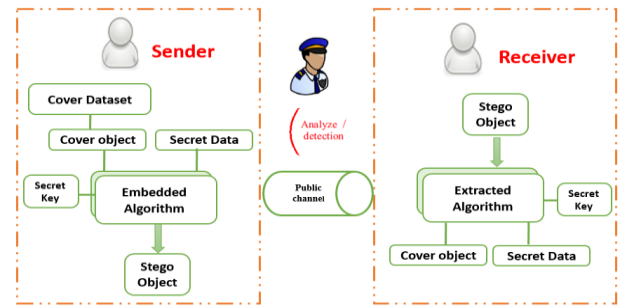 Sender
Cover Dataset
Cover object
Secret Data
Secret
Key
Embedded
Algorithm
Stego
Object
Analyze /
detection
Public
channel
Receiver
Stego
Object
Extracted
Algorithm
Secret
Key
Cover object
Secret Data